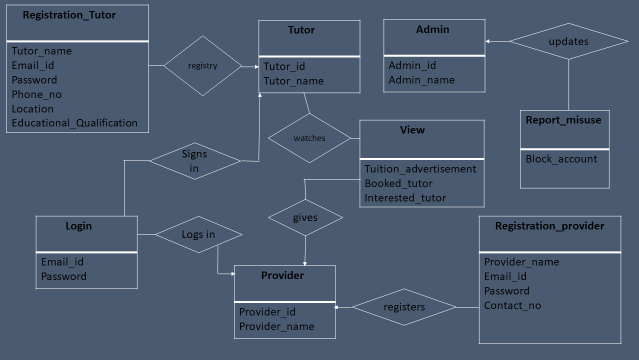 Registration_Tutor
Tutor_name
Email_id
Password
Phone_no
Location
Educational_Qualification
registry
Tutor
Tutor_id
Tutor_name
Admin
Admin_id
Admin_name
updates
Report_misuse
Block_account
watches
View
Tuition_advertisement
Booked_tutor
Interested_tutor
Signs
in
gives
Login
Email_id
Password
Logs in
Provider
Provider_id
Provider_name
registers
Registration_provider
Provider_name
Email_id
Password
Contact_no